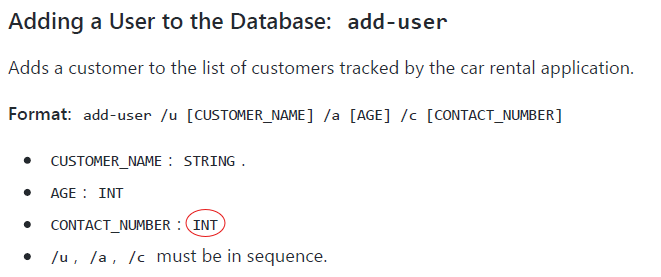 Adding a User to the Database: add-user
Adds a customer to the list of customers tracked by the car rental application.
Format: add-user /u [CUSTOMER_NAME] /a [AGE] /c [CONTACT_NUMBER]
• CUSTOMER_NAME : STRING .
• AGE : INT
• CONTACT_NUMBER : INT
• /u , /a , /c must be in sequence.